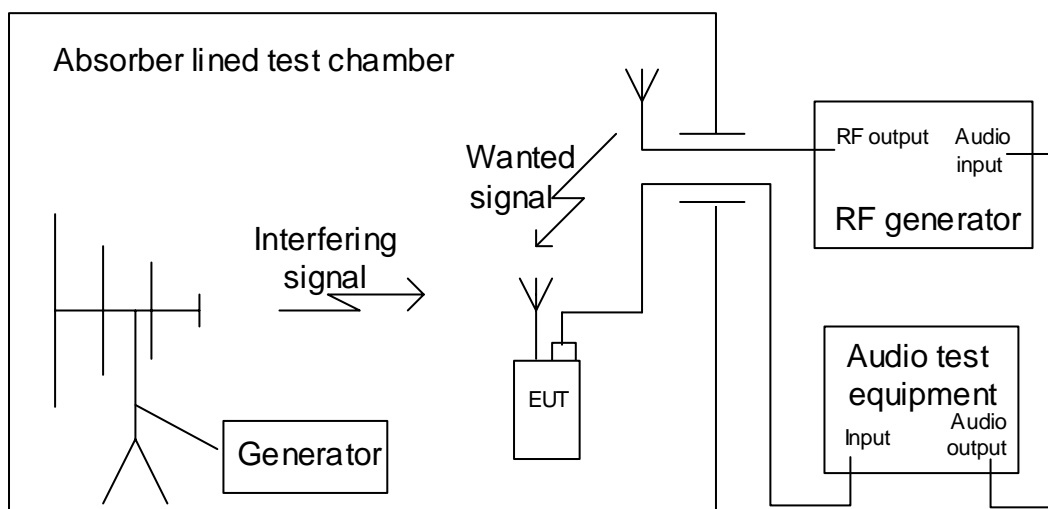 Absorber lined test chamber
Wanted
signal
Interfering
signal
EUT
Generator
RF output
Audio
input
RF generator
Audio test
equipment
Input
Audio
output